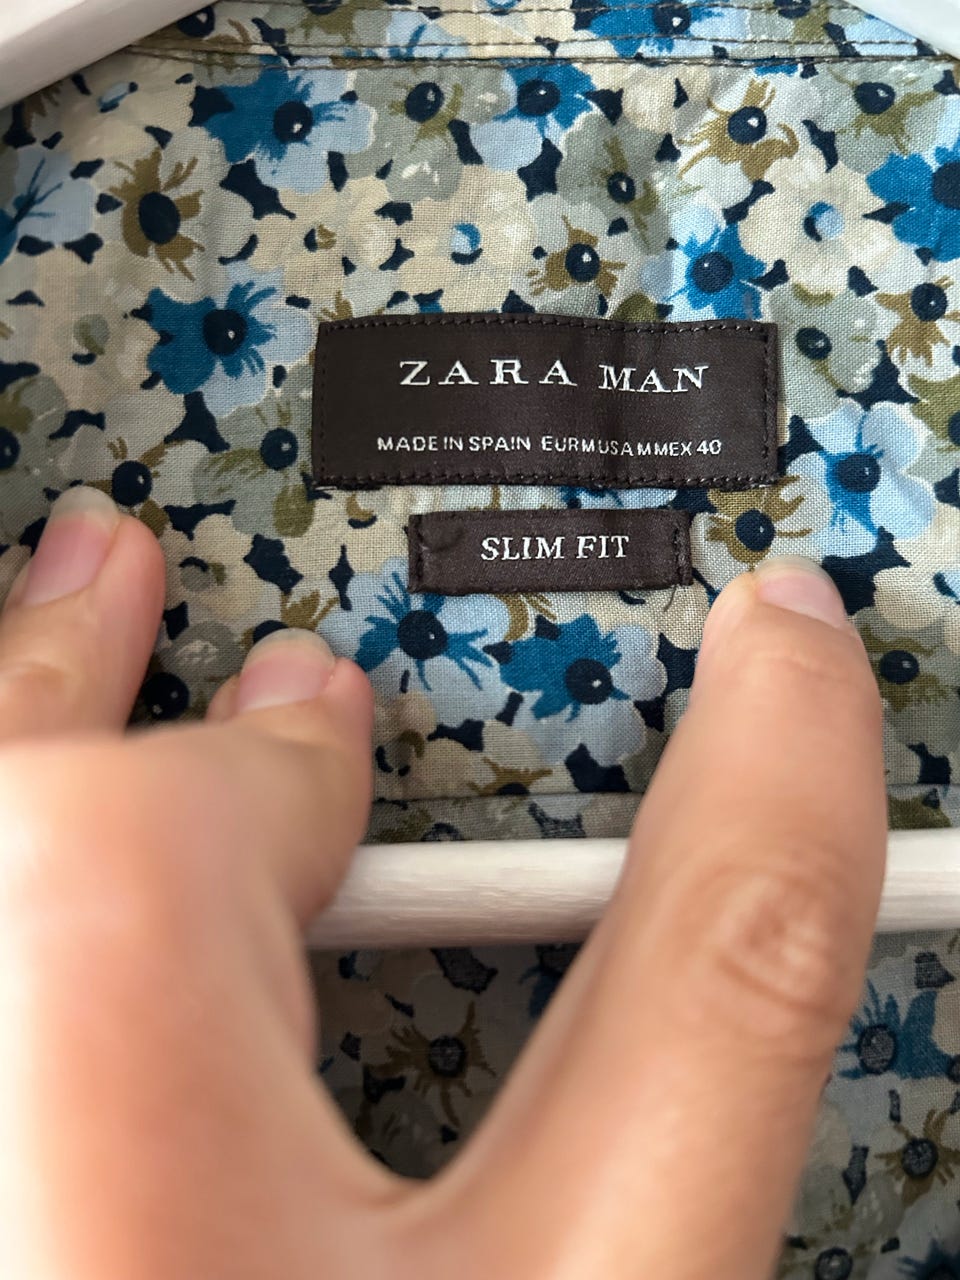 ZARA MAN
MADE IN SPAIN EUR M USA M MEX 40
SLIM FIT